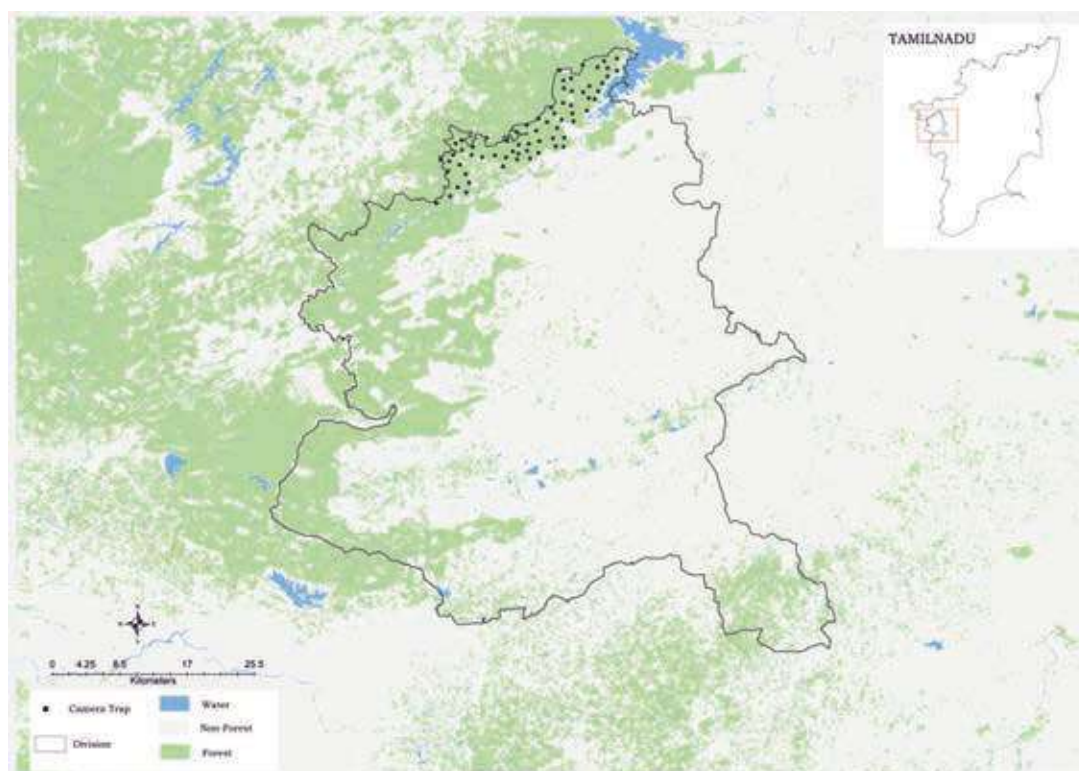 TAMILNADU
0 4.25 8.5 17 25.5
Kilometers
Camera Trap
Division
Water
Non-Forest
Forest